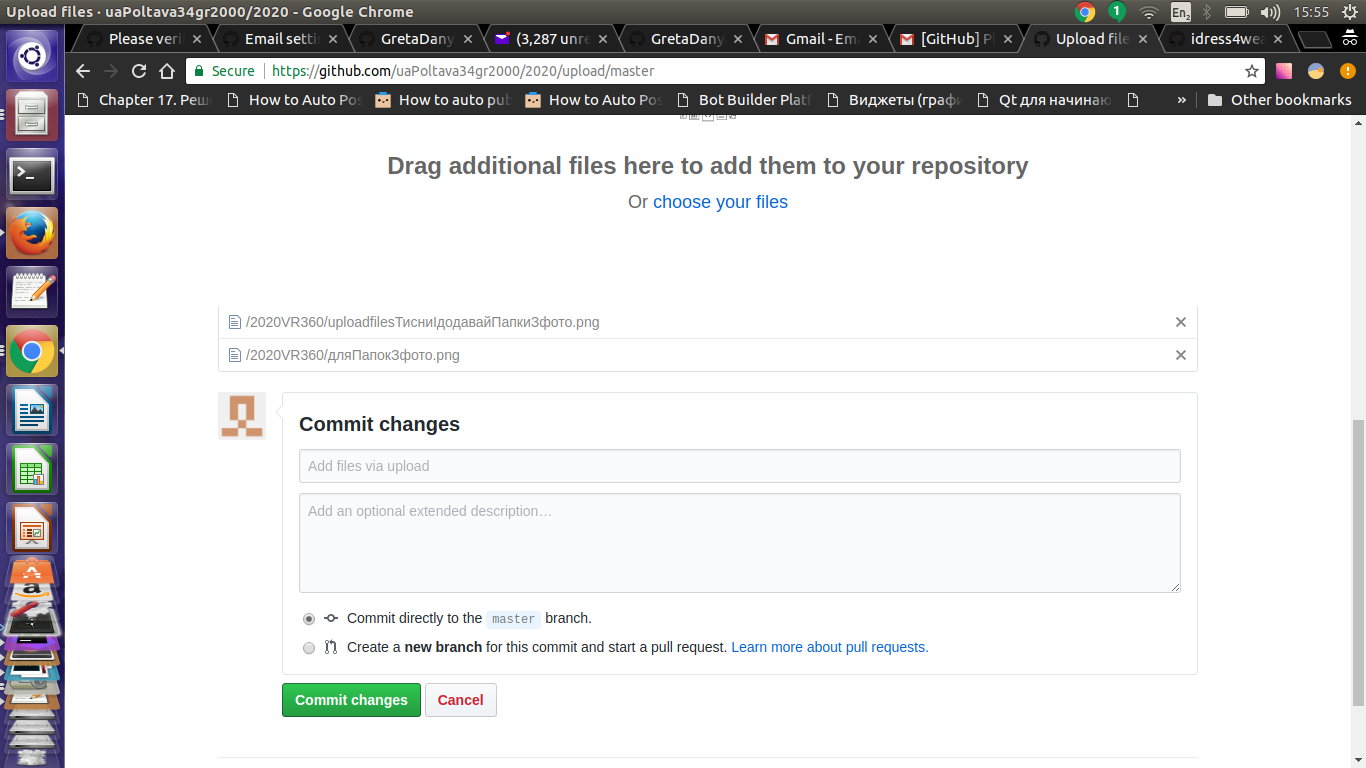 Upload files · uaPoltava34gr2000/2020 - Google Chrome
En2
15:55
1
Please veri
Email setti
GretaDany
(3,287 unre
GretaDany
Gmail - Ema
[GitHub] Pl
Upload file
idress4wea
Secure
https://github.com/uaPoltava34gr2000/2020/upload/master
Chapter 17. Реш
How to Auto Pos
How to auto pub
How to Auto Pos
Bot Builder Platf
Виджеты (графи
Qt для начинаю
»
Other bookmarks
Drag additional files here to add them to your repository
Or choose your files
/2020VR360/uploadfilesТисниІдодавайПапкиЗфото.png
/2020VR360/дляПапокЗфото.png
Commit changes
Add files via upload
Add an optional extended description…
Commit directly to the master branch.
Create a new branch for this commit and start a pull request. Learn more about pull requests.
Commit changes
Cancel